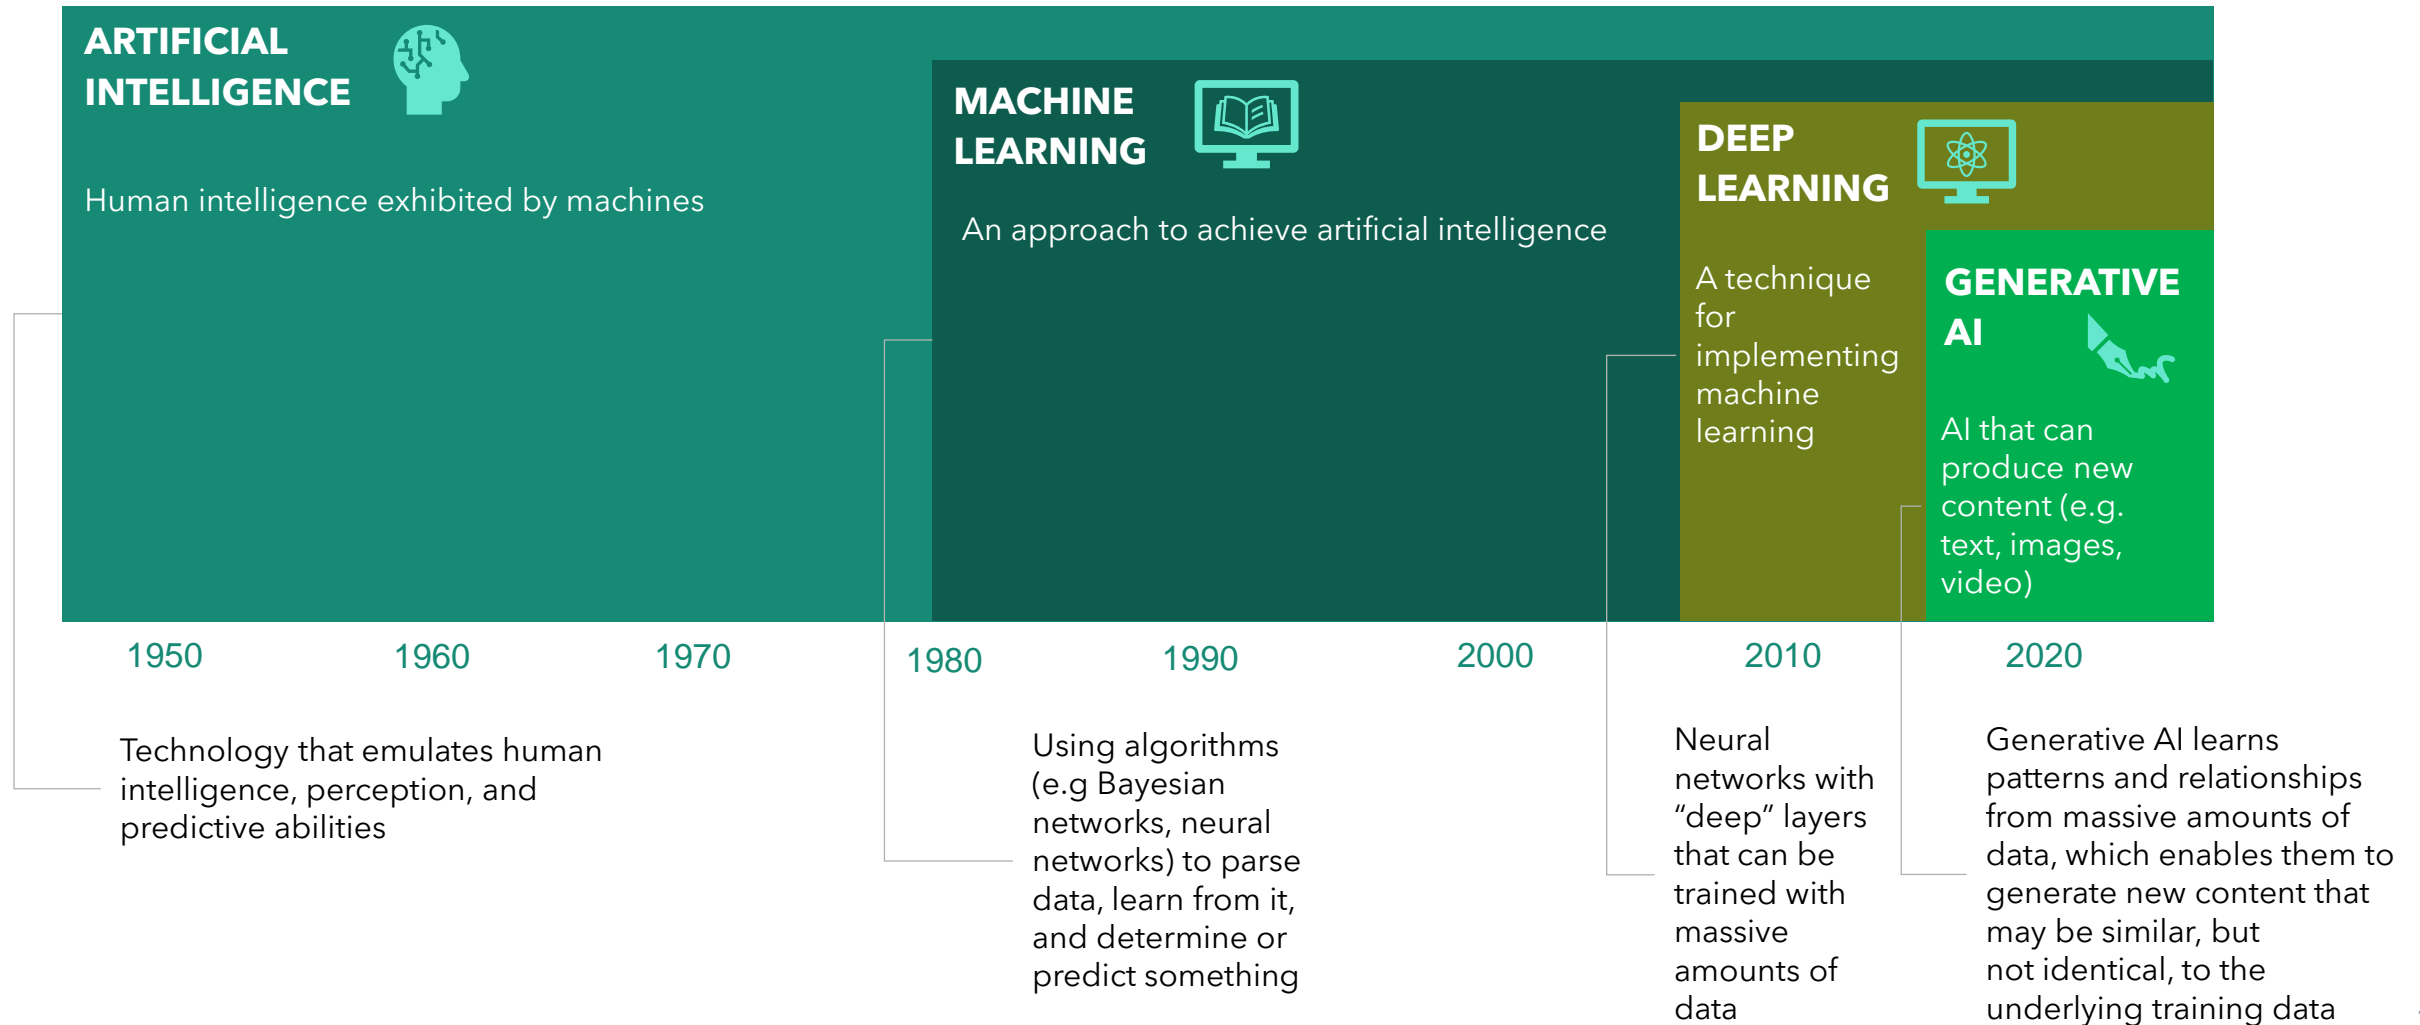 ARTIFICIAL
INTELLIGENCE
Human intelligence exhibited by machines
MACHINE
LEARNING
An approach to achieve artificial intelligence
DEEP
LEARNING
A technique
for
implementing
machine
learning
GENERATIVE
AI
AI that can
produce new
content (e.g.
text, images,
video)
1950
1960
1970
1980
1990
2000
2010
2020
Technology that emulates human
intelligence, perception, and
predictive abilities
Using algorithms
(e.g Bayesian
networks, neural
networks) to parse
data, learn from it,
and determine or
predict something
Neural
networks with
“deep” layers
that can be
trained with
massive
amounts of
data
Generative AI learns
patterns and relationships
from massive amounts of
data, which enables them to
generate new content that
may be similar, but
not identical, to the
underlying training data